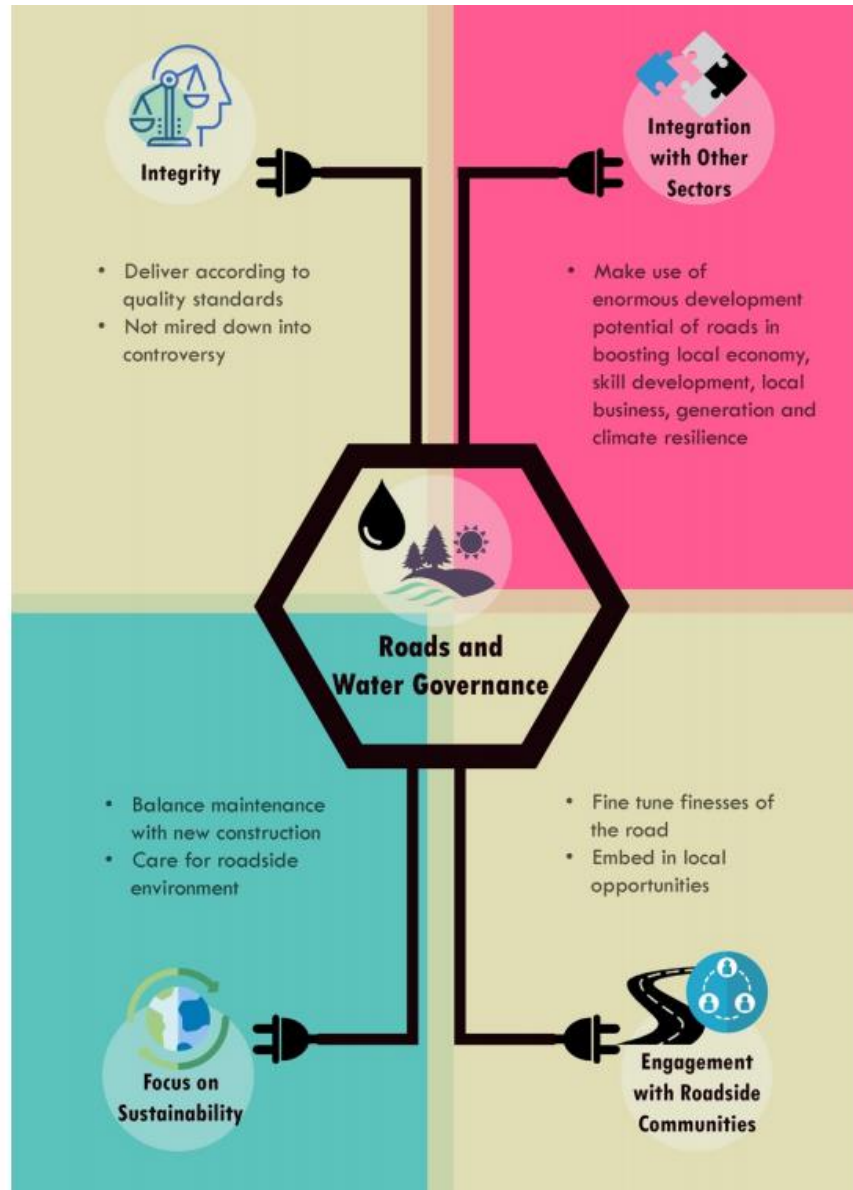 Integrity
• Deliver according to
quality standards
• Not mired down into
controversy
Integration
with Other
Sectors
• Make use of
enormous development
potential of roads in
boosting local economy,
skill development, local
business, generation and
climate resilience
Roads and
Water Governance
• Balance maintenance
with new construction
• Care for roadside
environment
Focus on
Sustainability
• Fine tune finesses of
the road
• Embed in local
opportunities
Engagement
with Roadside
Communities